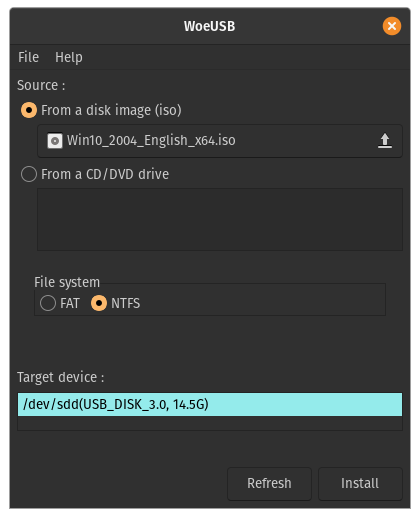 WoeUSB
File Help
Source :
From a disk image (iso)
Win10_2004_English_x64.iso
From a CD/DVD drive
File system
FAT NTFS
Target device :
/dev/sdd(USB_DISK_3.0, 14.5G)
Refresh Install